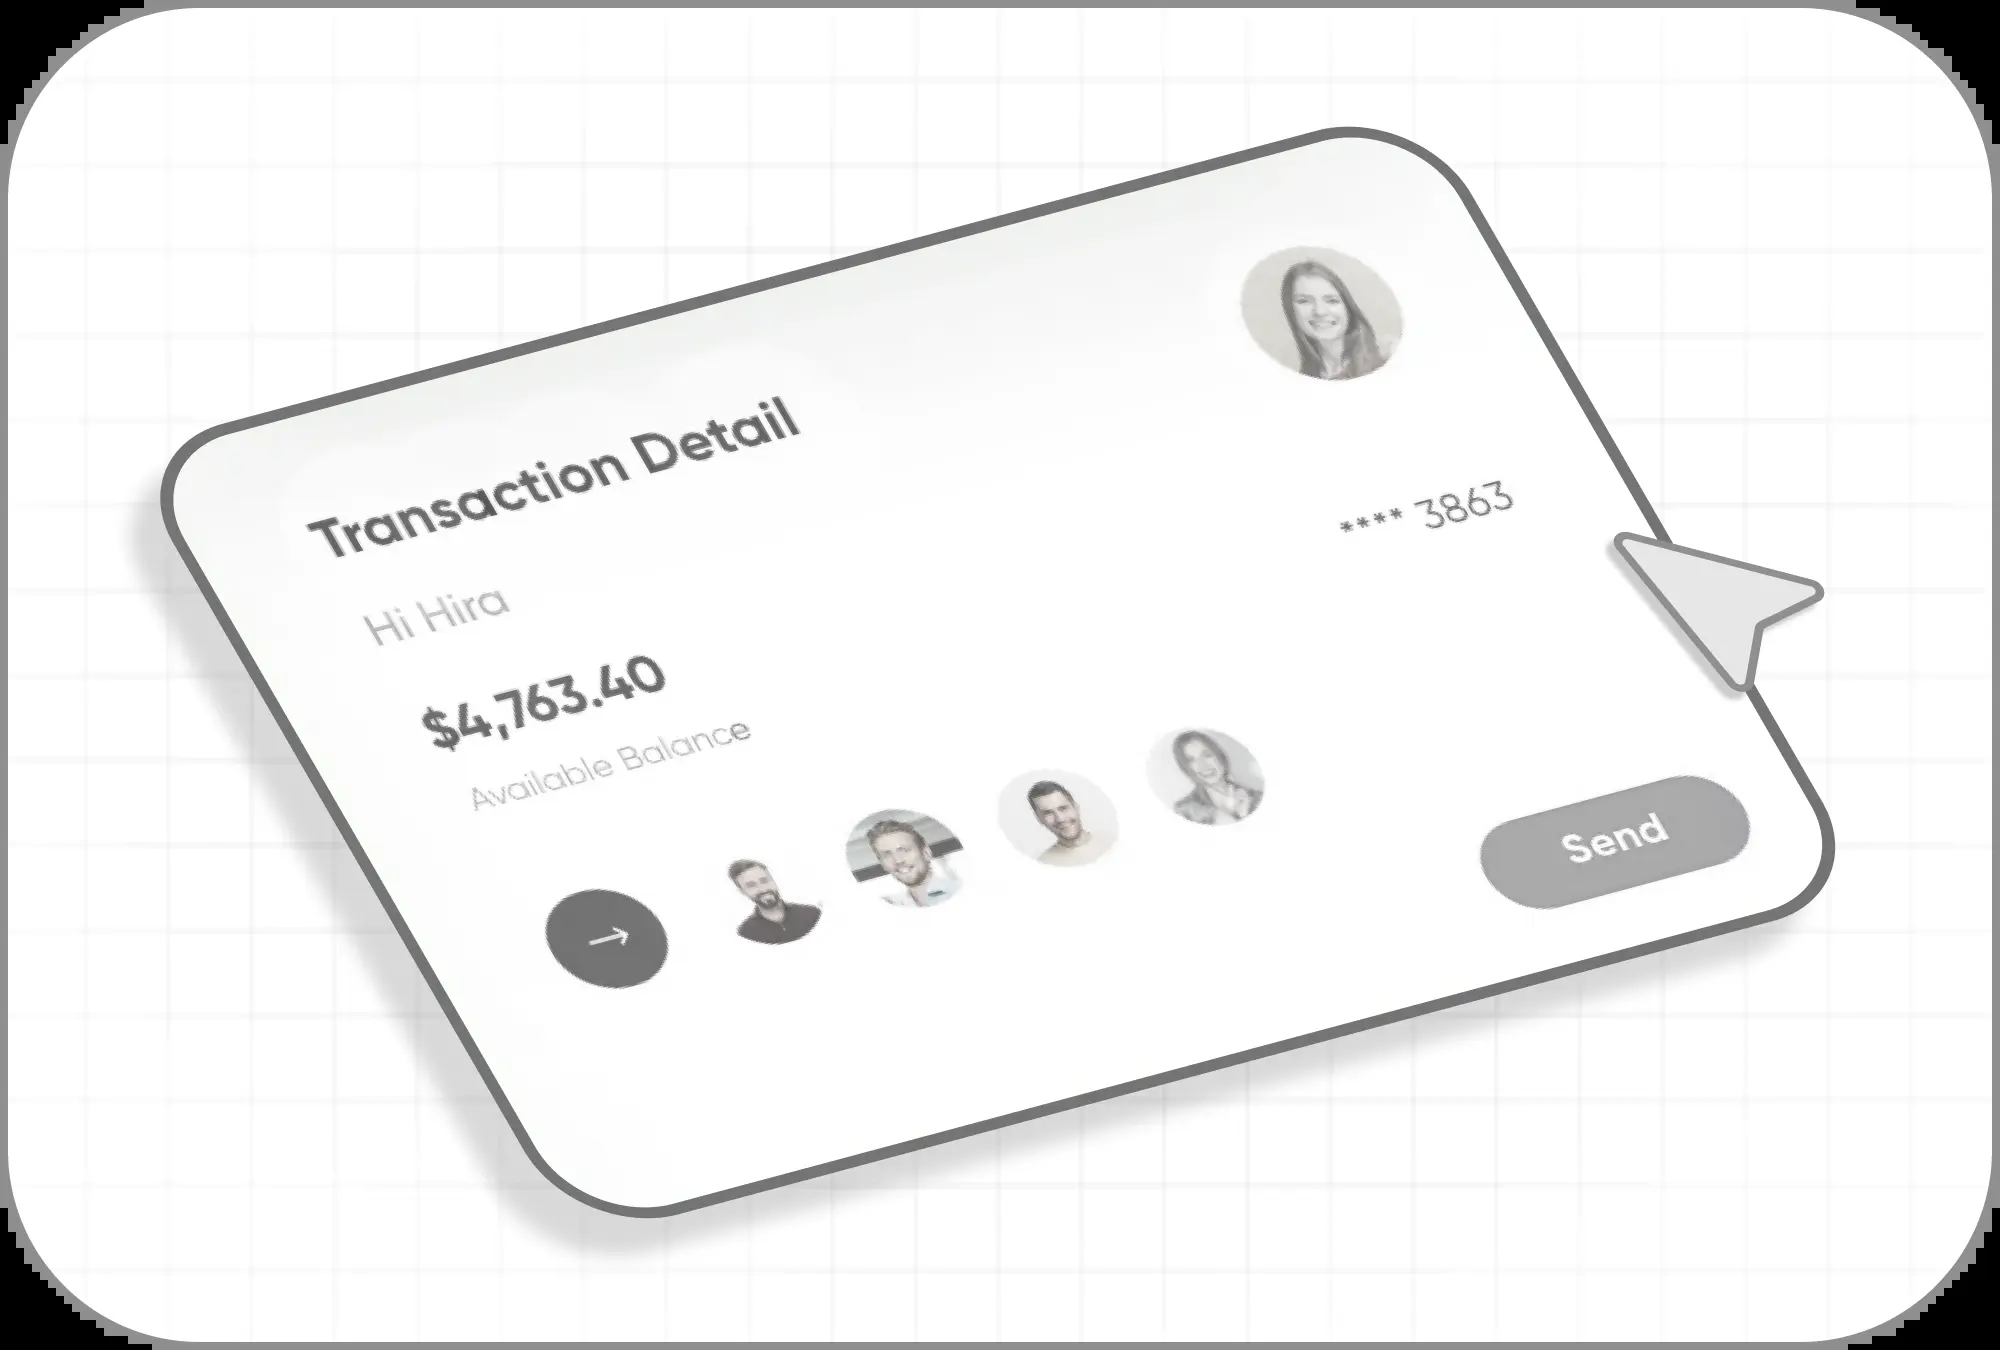 Transaction Detail
**** 3863
Hi Hira
$4,763.40
Available Balance
Send